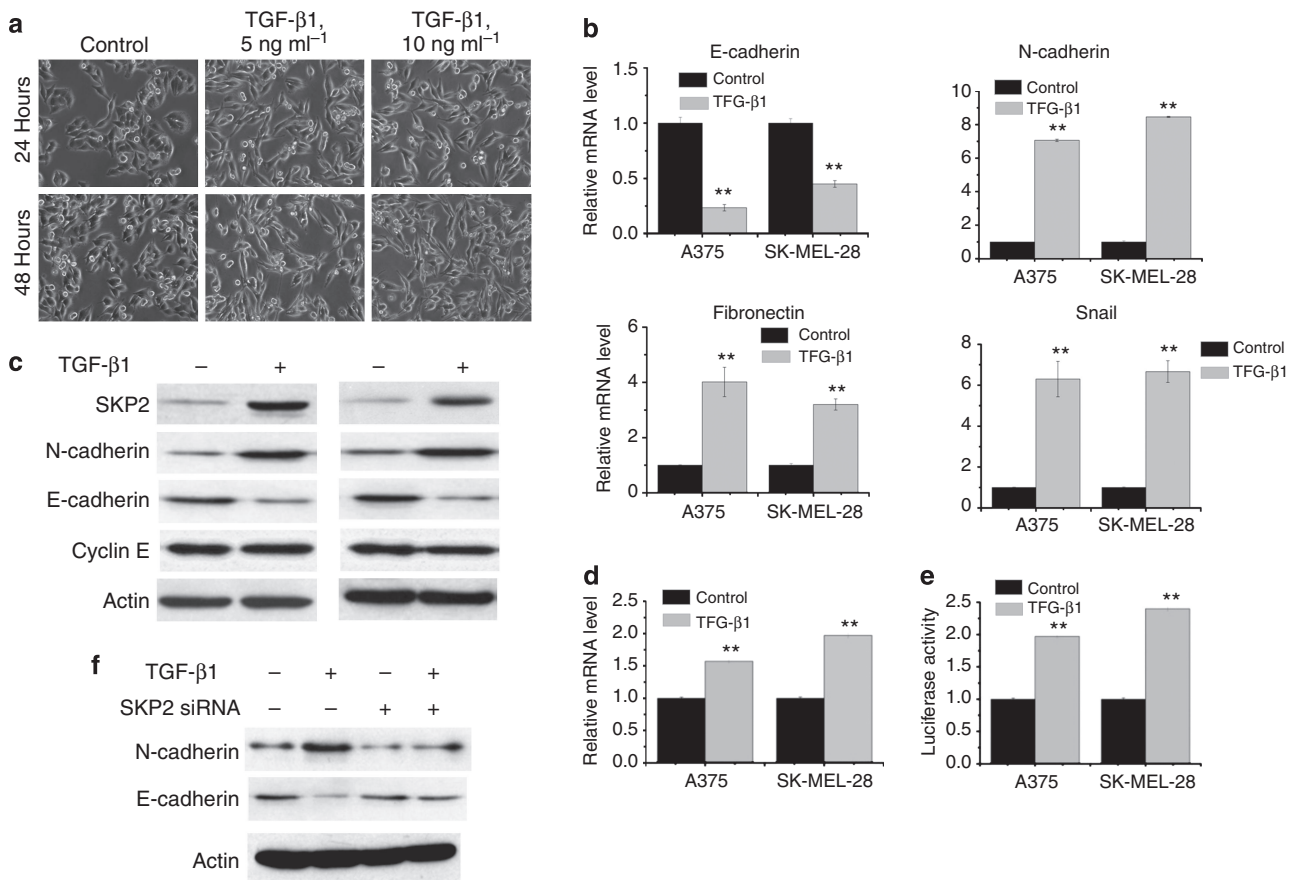 a
Control
TGF-β1,
5 ng ml⁻¹
TGF-β1,
10 ng ml⁻¹
24 Hours
48 Hours
b
E-cadherin
Relative mRNA level
1.5
1.0
0.5
0.0
Control
TFG-β1
**
**
A375
SK-MEL-28
N-cadherin
10
8
6
4
2
0
Control
TFG-β1
**
**
A375
SK-MEL-28
Fibronectin
Relative mRNA level
6
4
2
0
Control
TFG-β1
**
**
A375
SK-MEL-28
Snail
8
6
4
2
0
Control
TFG-β1
**
**
A375
SK-MEL-28
c
TGF-β1 – + – +
SKP2
N-cadherin
E-cadherin
Cyclin E
Actin
d
Relative mRNA level
2.5
2.0
1.5
1.0
0.5
0.0
Control
TFG-β1
**
**
A375
SK-MEL-28
e
Luciferase activity
2.5
2.0
1.5
1.0
0.5
0.0
Control
TFG-β1
**
**
A375
SK-MEL-28
f
TGF-β1 – + – +
SKP2 siRNA – – + +
N-cadherin
E-cadherin
Actin